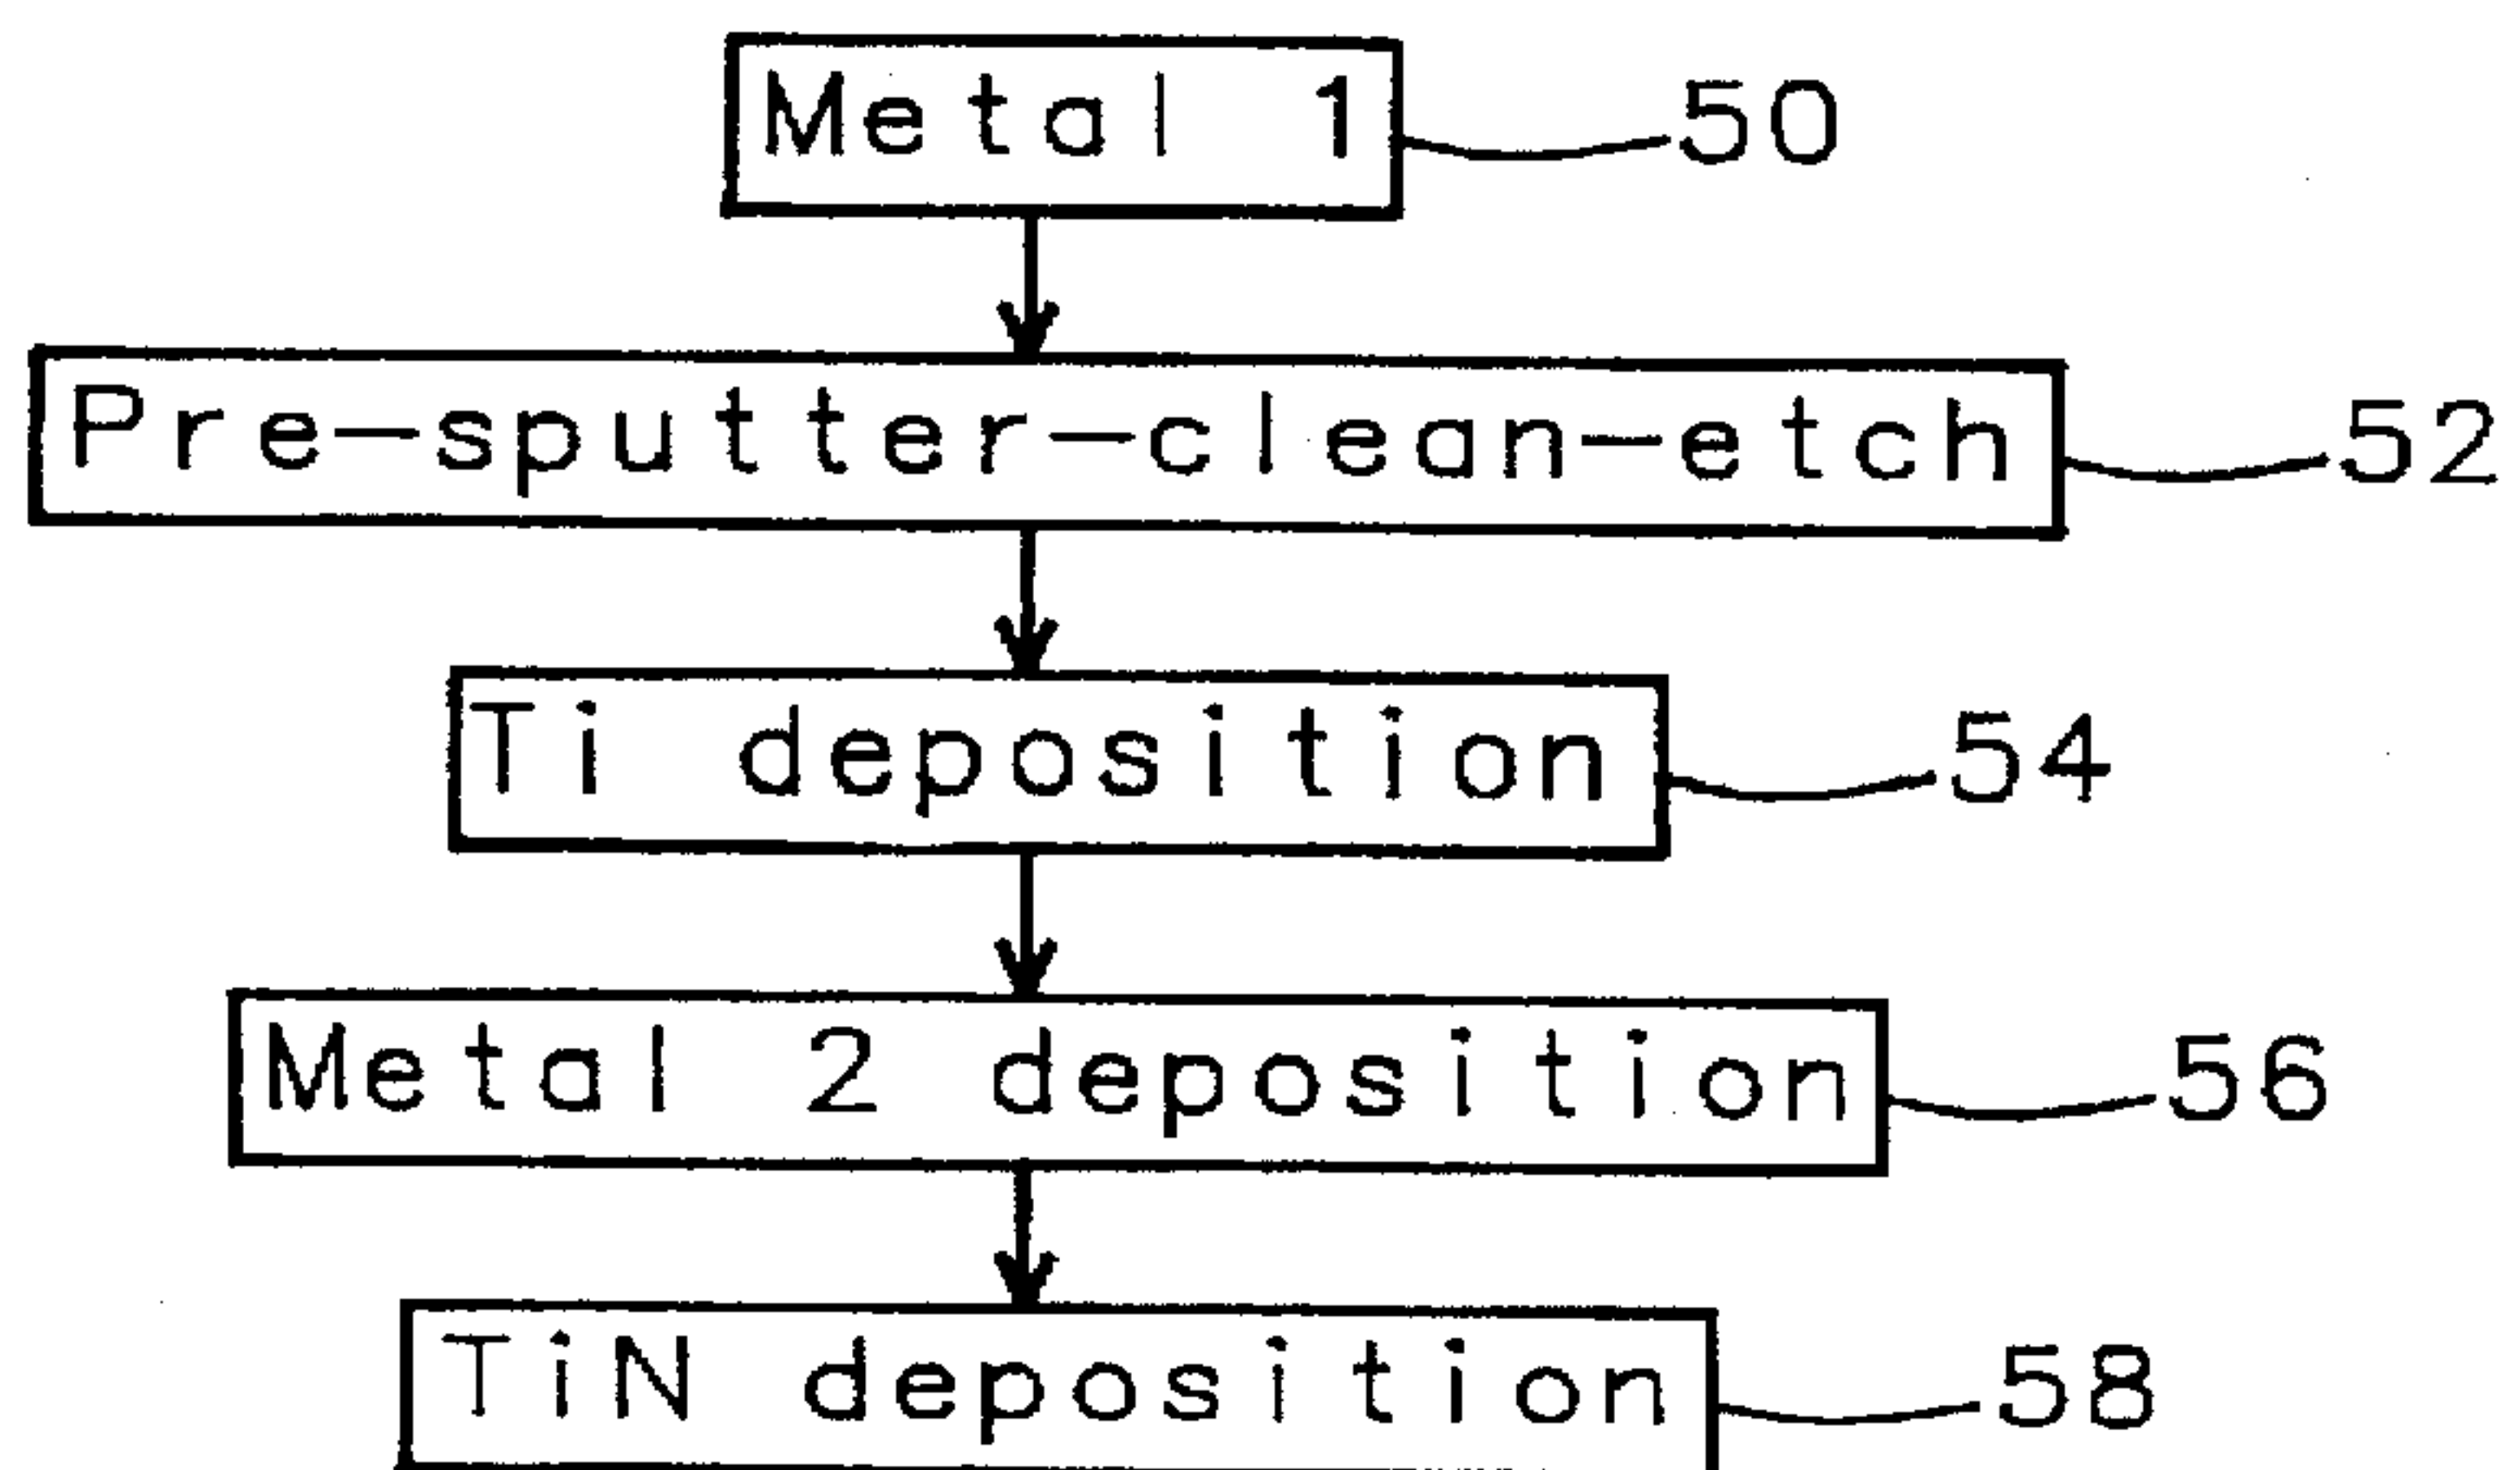 Metal 1 50
Pre-sputter-clean-etch 52
Ti deposition 54
Metal 2 deposition 56
TiN deposition 58